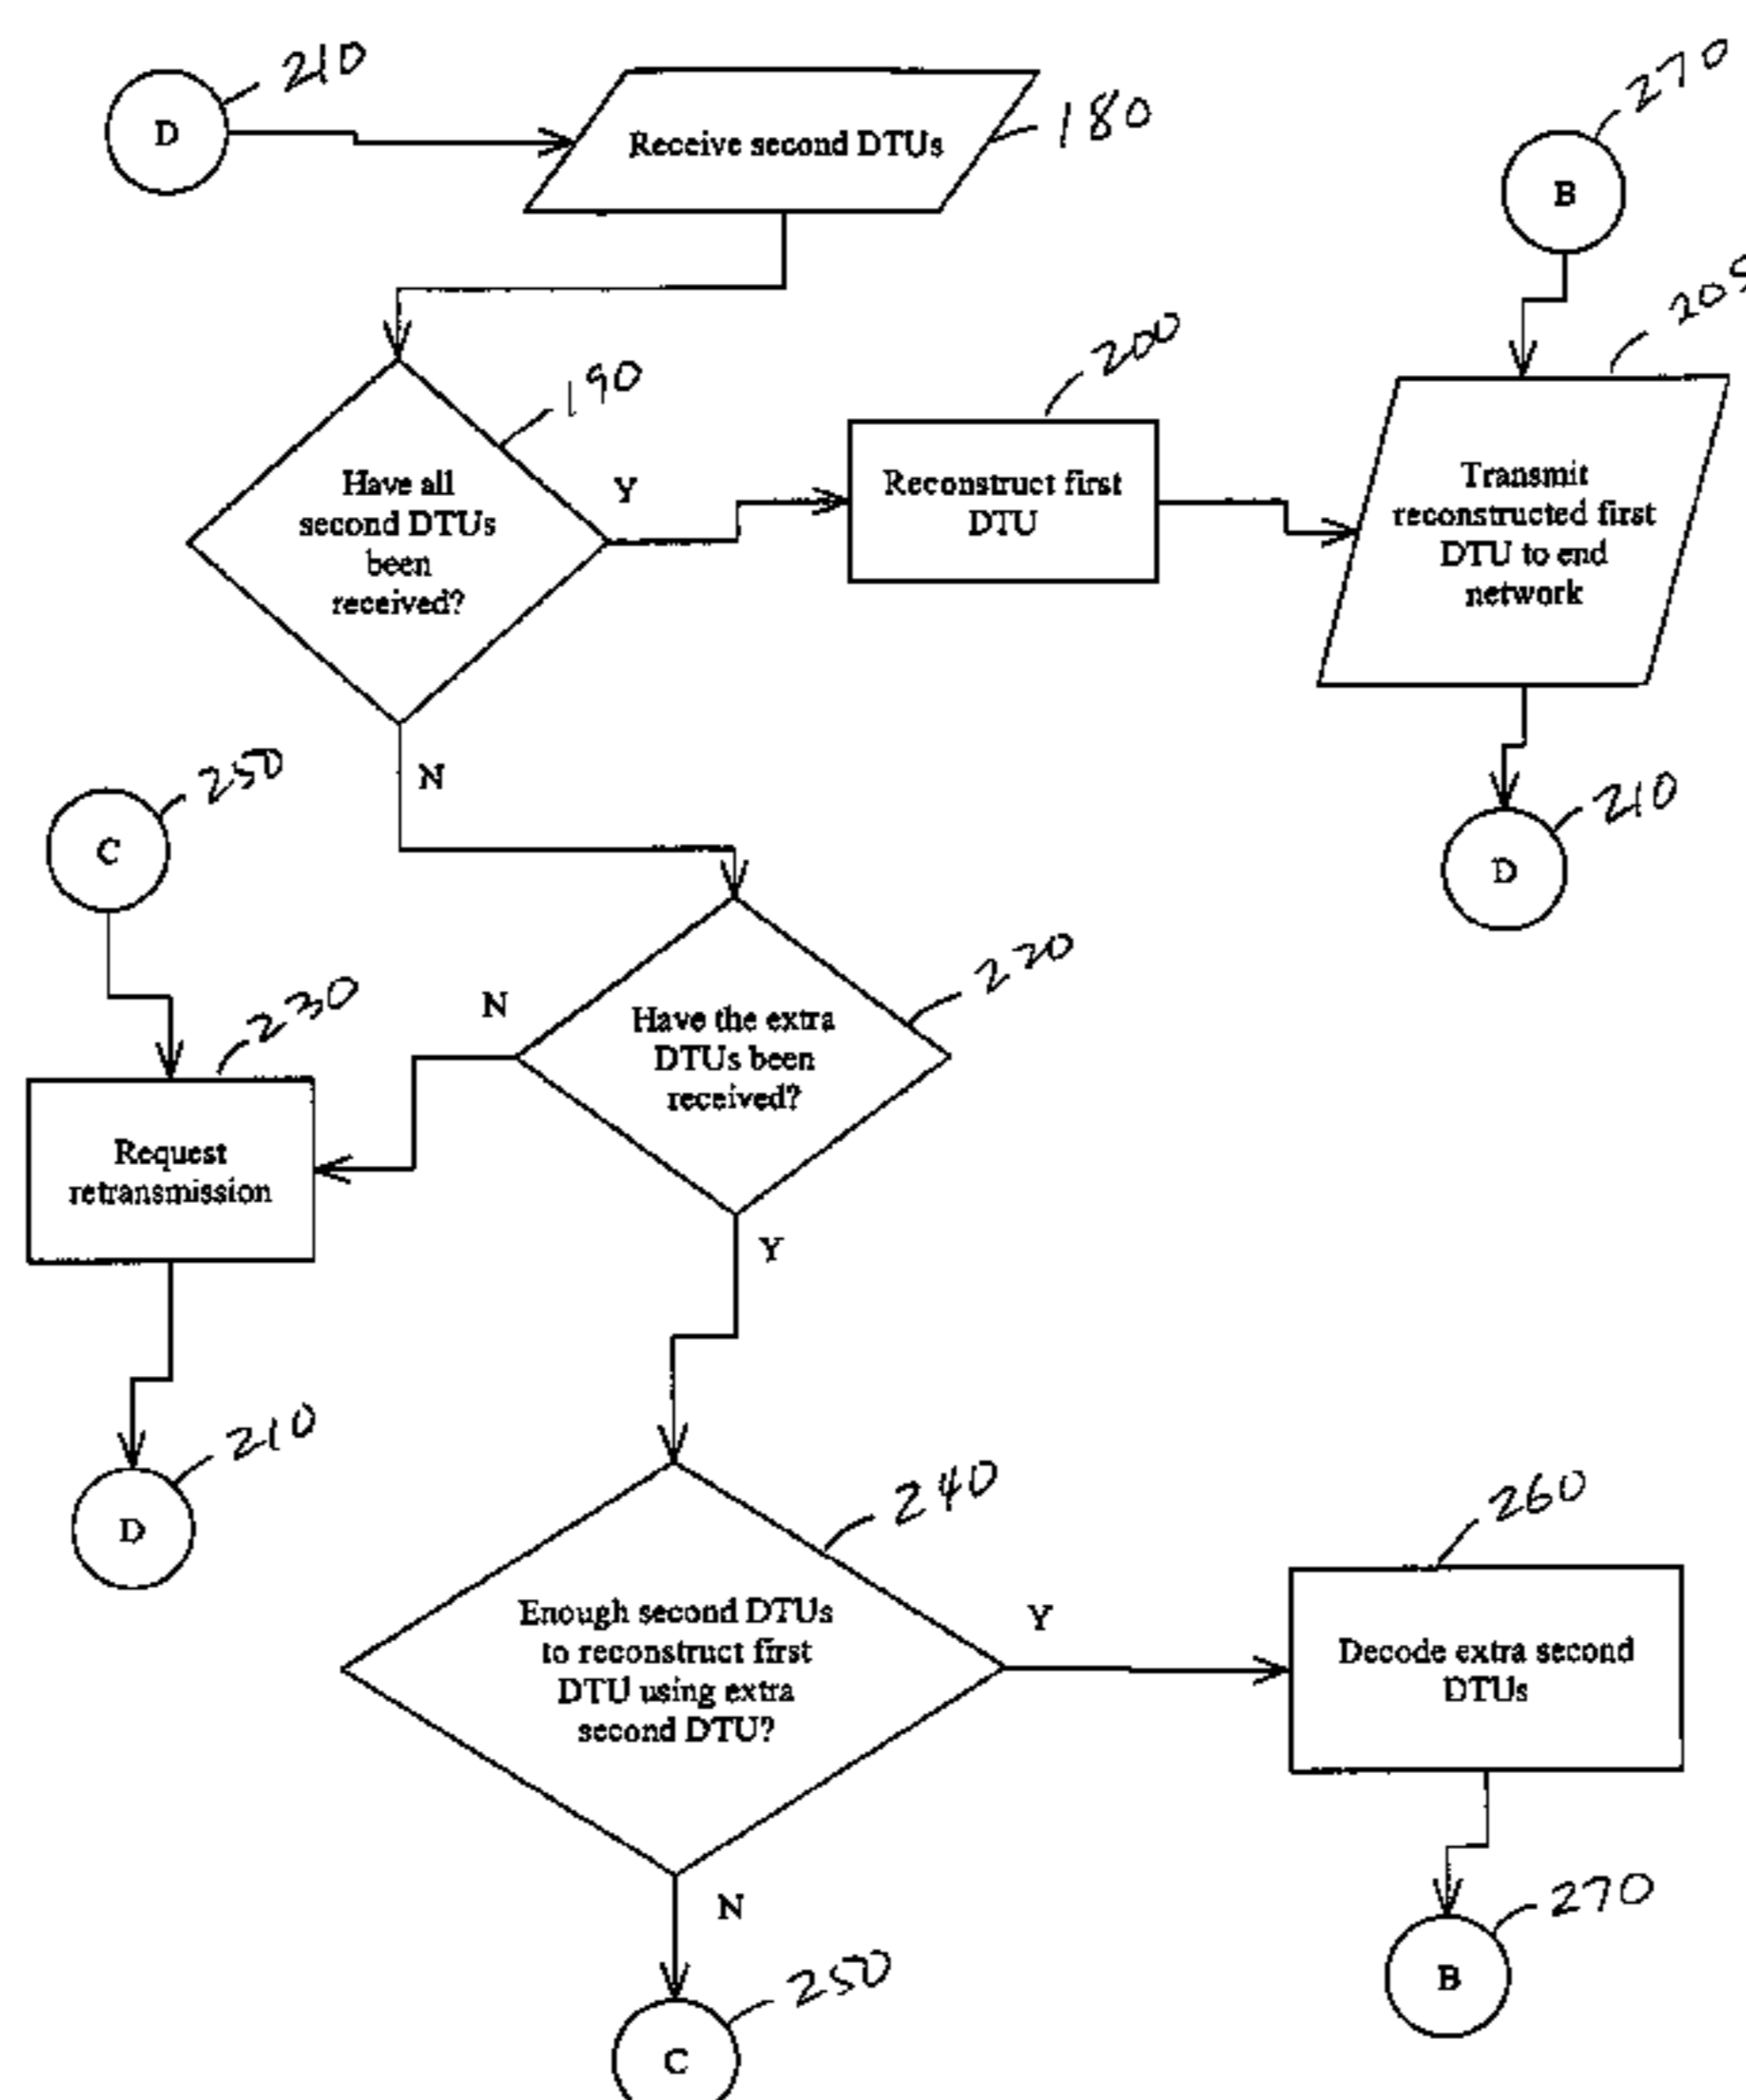 210
D
Receive second DTUs
180
270
B
205
190
Have all
second DTUs
been
received?
Y
200
Reconstruct first
DTU
Transmit
reconstructed first
DTU to end
network
N
250
C
210
D
220
Have the extra
DTUs been
received?
N
230
Request
retransmission
Y
210
D
240
Enough second DTUs
to reconstruct first
DTU using extra
second DTU?
Y
260
Decode extra second
DTUs
N
250
C
270
B